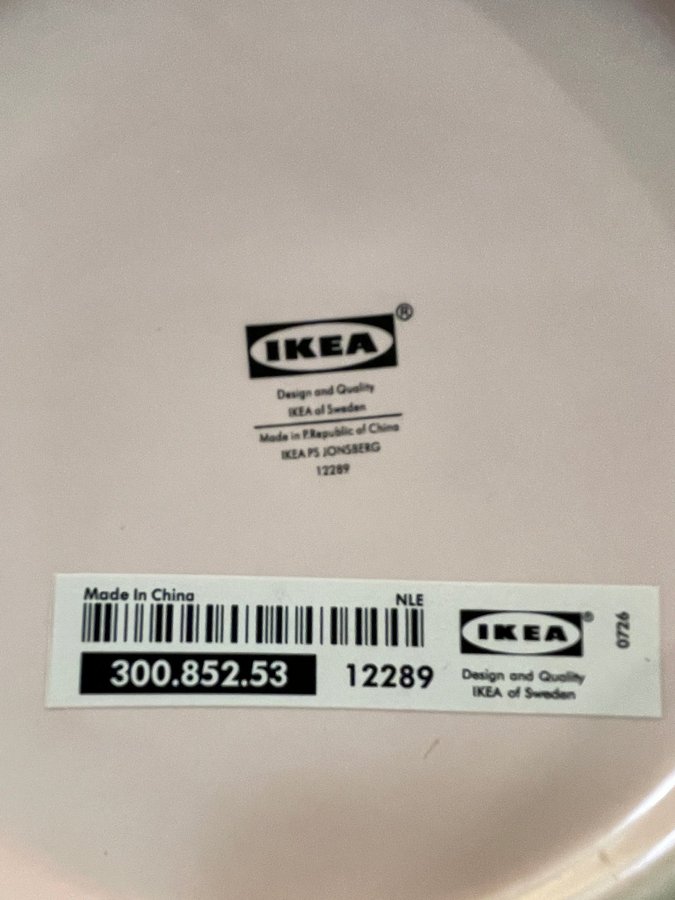 IKEA®
Design and Quality
IKEA of Sweden
Made in P.Republic of China
IKEA PS JONSBERG
12289
Made In China
NLE
300.852.53
12289
IKEA®
Design and Quality
IKEA of Sweden
0726